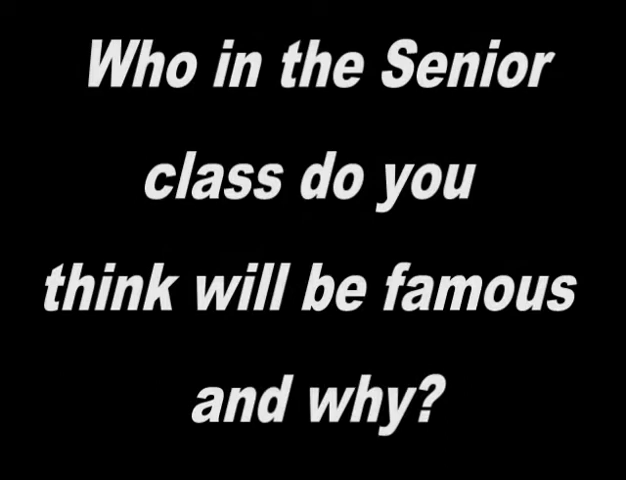 Who in the Senior
class do you
think will be famous
and why?